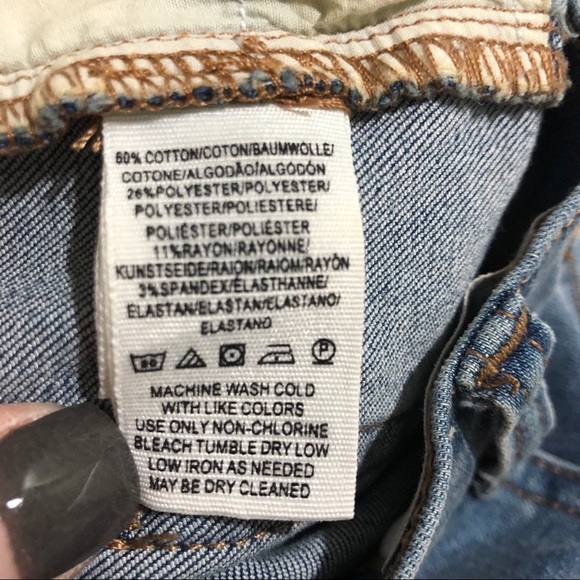 60% COTTON/COTON/BAUMWOLLE/
COTONE/ALGODÃO/ALGODÓN
26%POLYESTER/POLYESTER/
POLYESTER/POLIESTERE/
POLIÉSTER/POLIÉSTER
11%RAYON/RAYONNE/
KUNSTSEIDE/RAION/RAIOM/RAYÓN
3%SPANDEX/ÉLASTHANNE/
ELASTAN/ELASTAN/ELASTANO/
ELASTANO
P
MACHINE WASH COLD
WITH LIKE COLORS
USE ONLY NON-CHLORINE
BLEACH TUMBLE DRY LOW
LOW IRON AS NEEDED
MAY BE DRY CLEANED